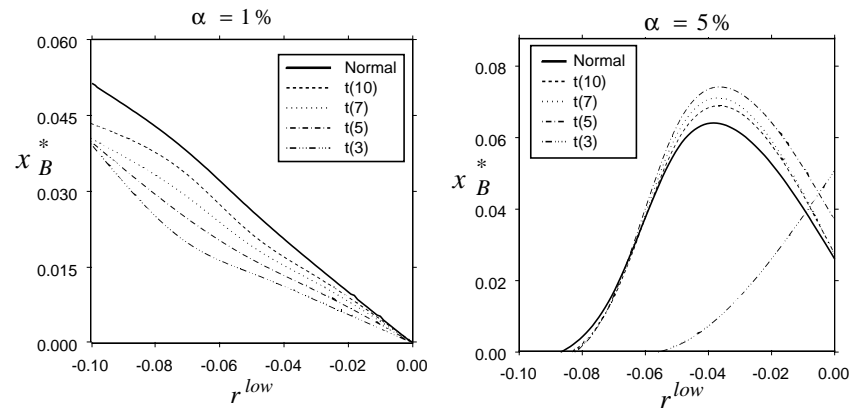 α = 1 %
0.060
0.045
0.030
0.015
0.000
x *B
Normal
t(10)
t(7)
t(5)
t(3)
-0.10 -0.08 -0.06 -0.04 -0.02 0.00
r low
α = 5 %
0.08
0.06
0.04
0.02
0.00
x *B
Normal
t(10)
t(7)
t(5)
t(3)
-0.10 -0.08 -0.06 -0.04 -0.02 0.00
r low